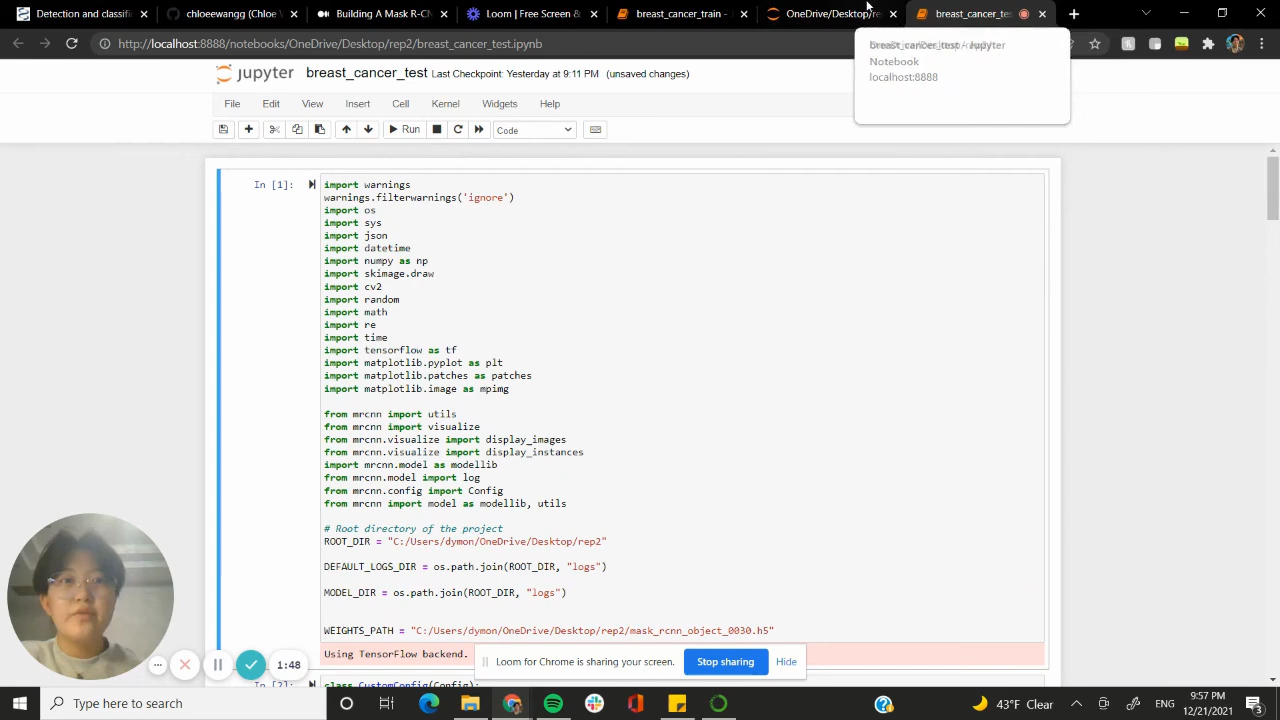 Detection and classific
chloeewang (Chloe W
Building A Mask R-CN
Loom | Free Screen &
breast_cancer_train -
OneDrive/Desktop/re
breast_cancer_tes
http://localhost:8888/notebooks/OneDrive/Desktop/rep2/breast_cancer_test.ipynb
Notebook
localhost:8888
jupyter breast_cancer_test Last Checkpoint: Yesterday at 9:11 PM (unsaved changes)
File Edit View Insert Cell Kernel Widgets Help
Run Code
In [1]:
import warnings
warnings.filterwarnings('ignore')
import os
import sys
import json
import datetime
import numpy as np
import skimage.draw
import cv2
import random
import math
import re
import time
import tensorflow as tf
import matplotlib.pyplot as plt
import matplotlib.patches as patches
import matplotlib.image as mpimg
from mrcnn import utils
from mrcnn import visualize
from mrcnn.visualize import display_images
from mrcnn.visualize import display_instances
import mrcnn.model as modellib
from mrcnn.model import log
from mrcnn.config import Config
from mrcnn import model as modellib, utils
# Root directory of the project
ROOT_DIR = "C:/Users/dymon/OneDrive/Desktop/rep2"
DEFAULT_LOGS_DIR = os.path.join(ROOT_DIR, "logs")
MODEL_DIR = os.path.join(ROOT_DIR, "logs")
WEIGHTS_PATH = "C:/Users/dymon/OneDrive/Desktop/rep2/mask_rcnn_object_0030.h5"
Using TensorFlow backend.
In [2]: class CustomConfig(Config):
1:48
Loom for Chrome is sharing your screen. Stop sharing Hide
Type here to search
43°F Clear
ENG
9:57 PM
12/21/2021
3